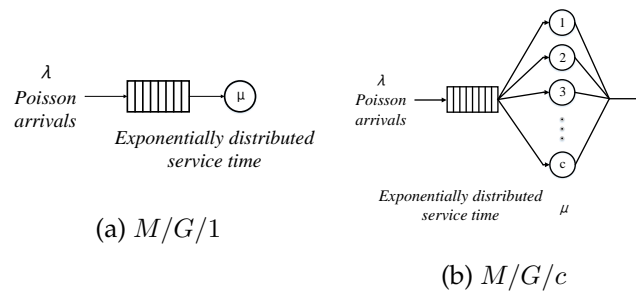 λ
Poisson
arrivals
μ
Exponentially distributed
service time
(a) M/G/1
λ
Poisson
arrivals
1
2
3
c
Exponentially distributed
service time
μ
(b) M/G/c